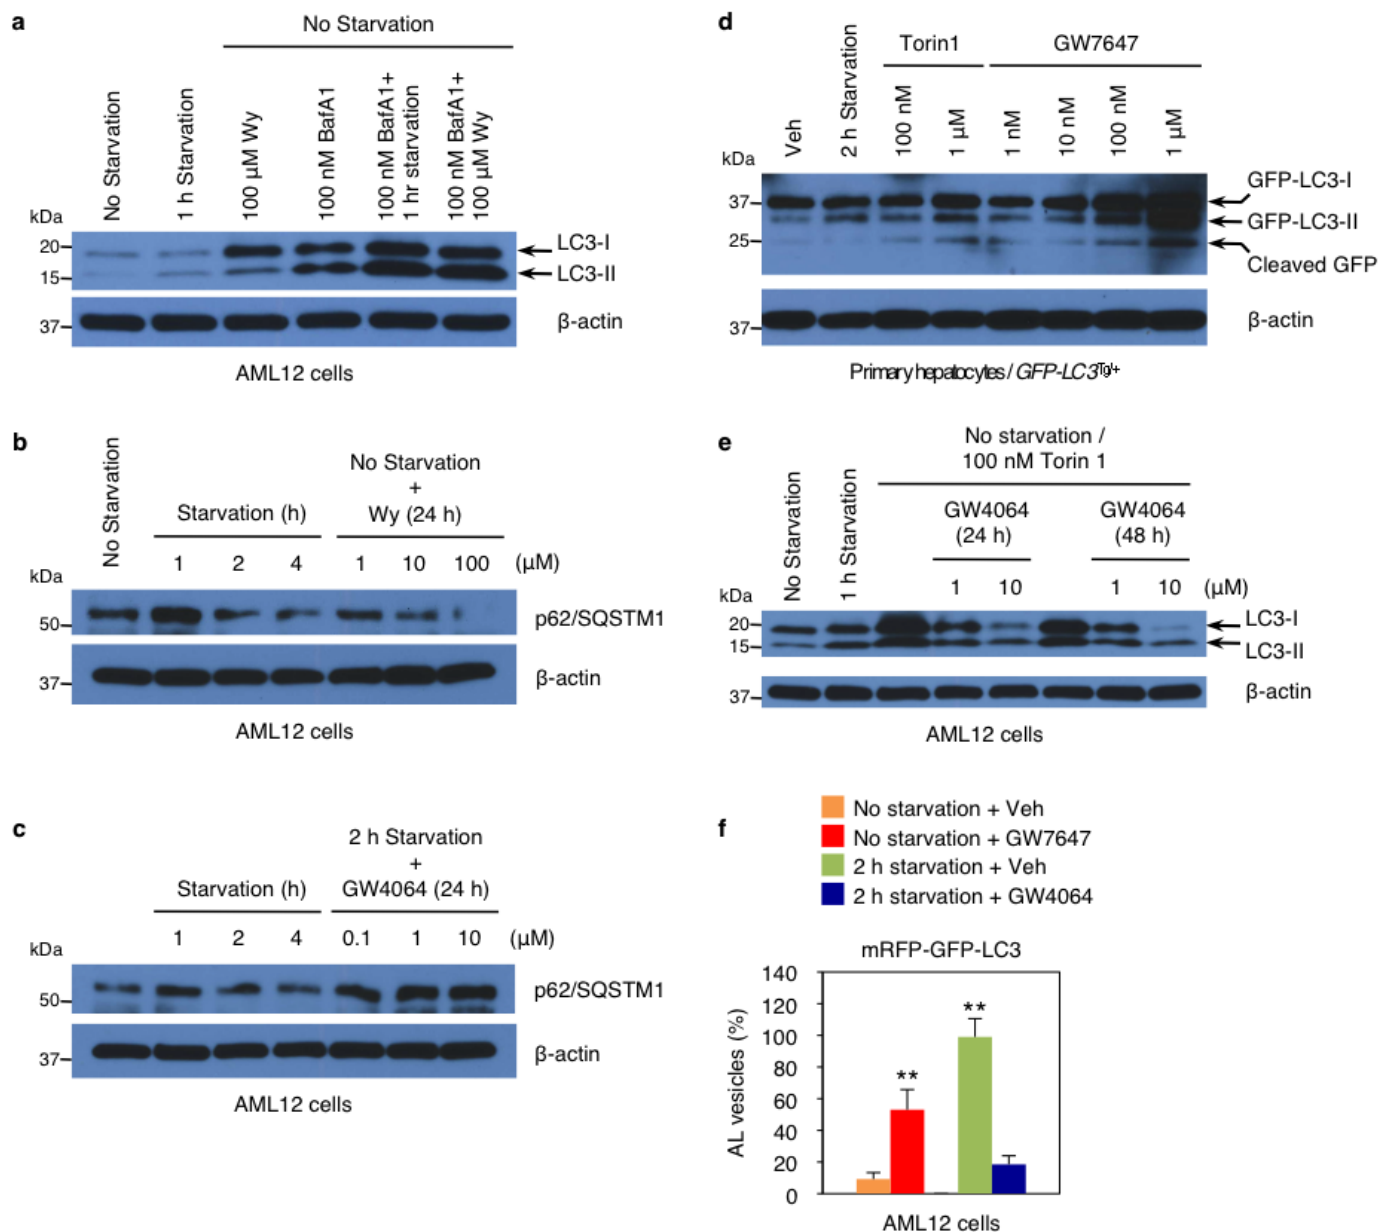 a
No Starvation
No Starvation
1 h Starvation
100 µM Wy
100 nM BafA1
100 nM BafA1+
1 hr starvation
100 nM BafA1+
100 µM Wy
kDa
20
15
LC3-I
LC3-II
37
β-actin
AML12 cells
b
No Starvation
Starvation (h)
No Starvation
+
Wy (24 h)
1 2 4 1 10 100 (µM)
kDa
50
p62/SQSTM1
37
β-actin
AML12 cells
c
Starvation (h)
2 h Starvation
+
GW4064 (24 h)
1 2 4 0.1 1 10 (µM)
kDa
50
p62/SQSTM1
37
β-actin
AML12 cells
d
Torin1
GW7647
Veh
2 h Starvation
100 nM
1 µM
1 nM
10 nM
100 nM
1 µM
kDa
37
25
GFP-LC3-I
GFP-LC3-II
Cleaved GFP
37
β-actin
Primary hepatocytes / GFP-LC3Tg/+
e
No starvation /
100 nM Torin 1
No Starvation
1 h Starvation
GW4064
(24 h)
GW4064
(48 h)
1 10 1 10 (µM)
kDa
20
15
LC3-I
LC3-II
37
β-actin
AML12 cells
f
No starvation + Veh
No starvation + GW7647
2 h starvation + Veh
2 h starvation + GW4064
mRFP-GFP-LC3
AL vesicles (%)
140
120
100
80
60
40
20
0
**
**
AML12 cells